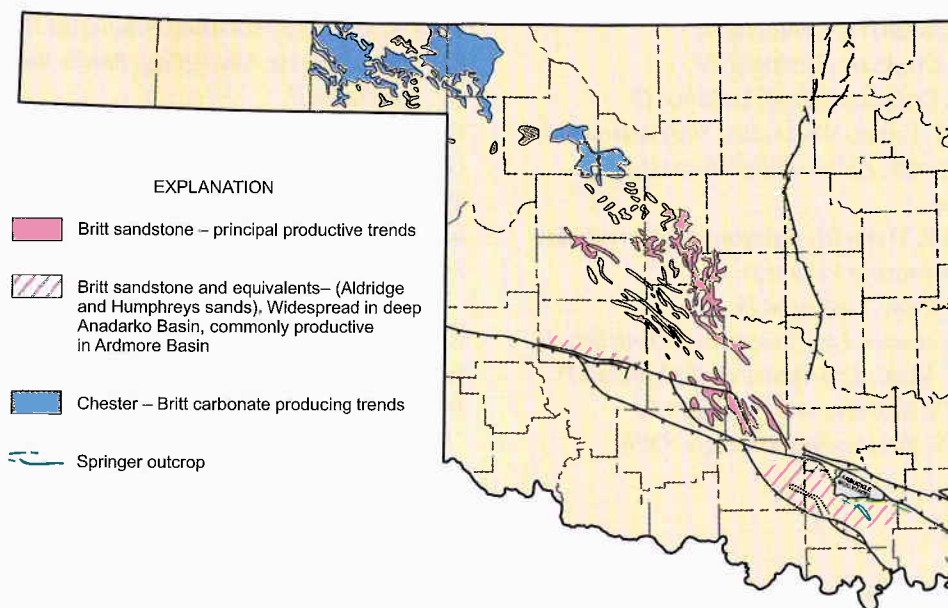 EXPLANATION
Britt sandstone – principal productive trends
Britt sandstone and equivalents– (Aldridge
and Humphreys sands). Widespread in deep
Anadarko Basin, commonly productive
in Ardmore Basin
Chester – Britt carbonate producing trends
Springer outcrop
ARBUCKLE